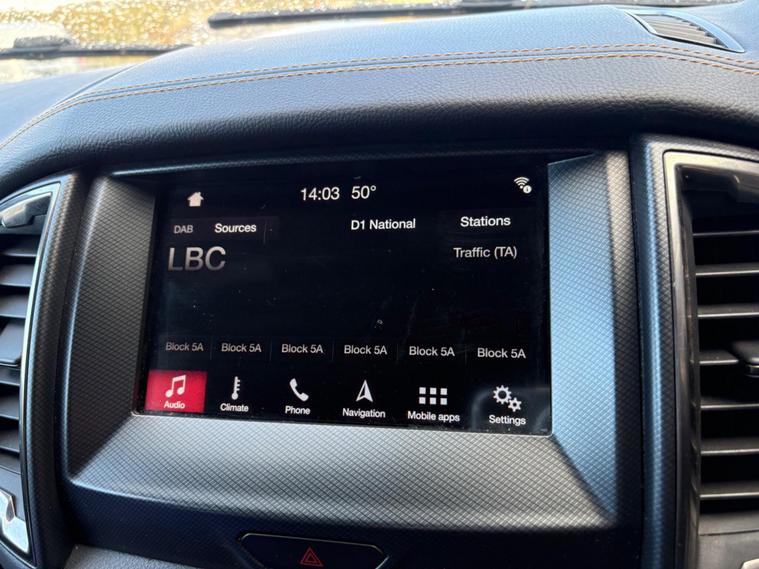 14:03 50°
DAB Sources D1 National Stations
LBC Traffic (TA)
Block 5A Block 5A Block 5A Block 5A Block 5A Block 5A
Audio Climate Phone Navigation Mobile apps Settings